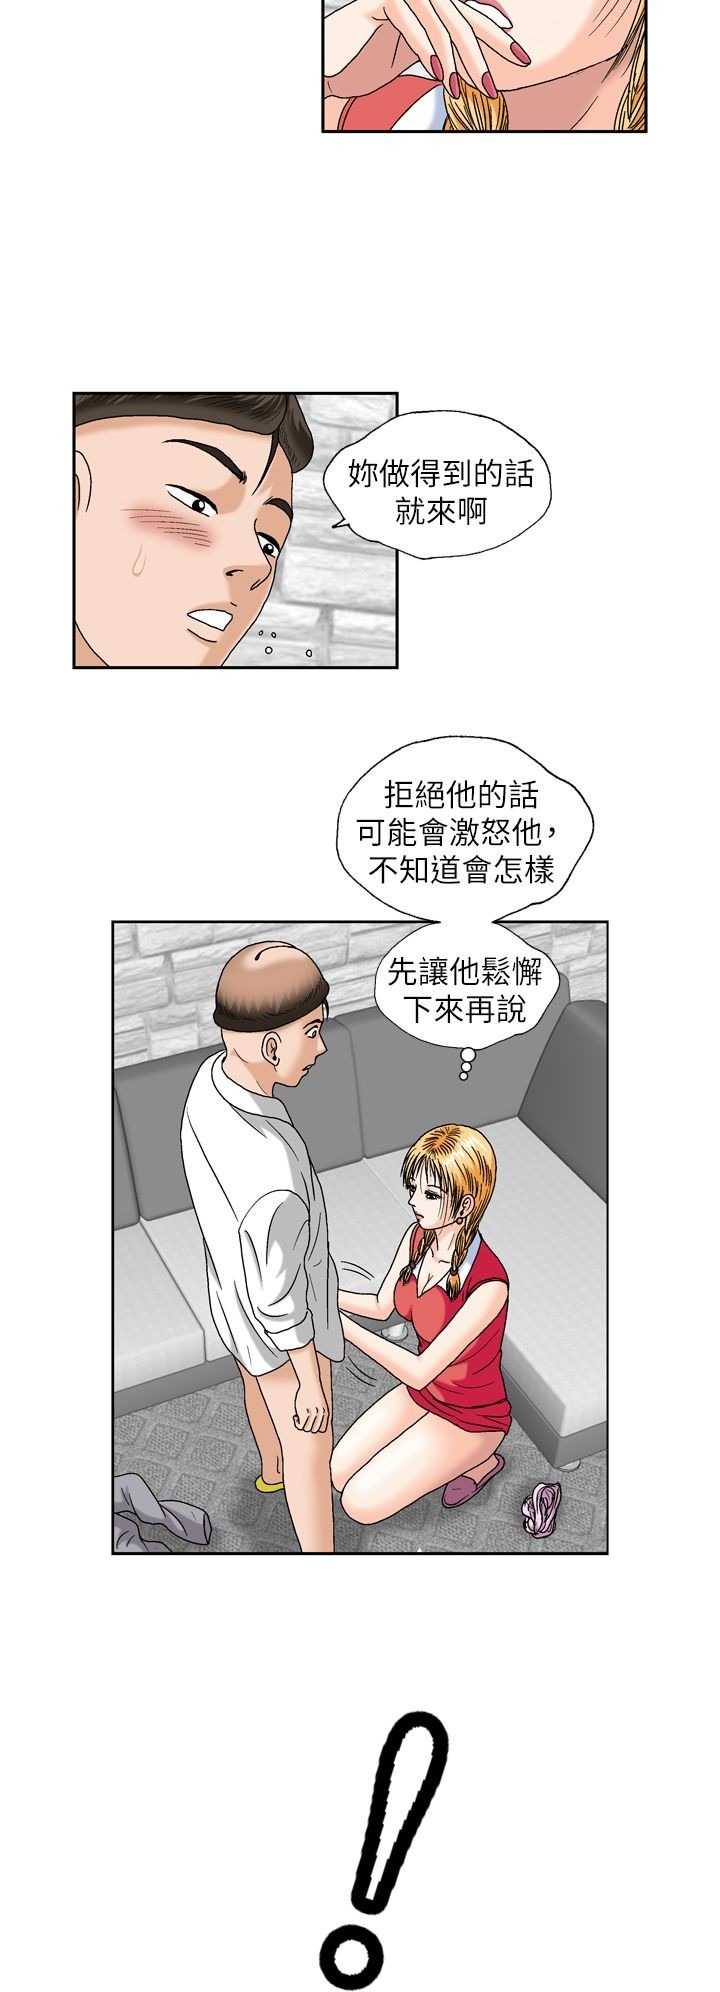 妳做得到的話
就來啊
拒絕他的話
可能會激怒他，
不知道會怎樣
先讓他鬆懈
下來再說